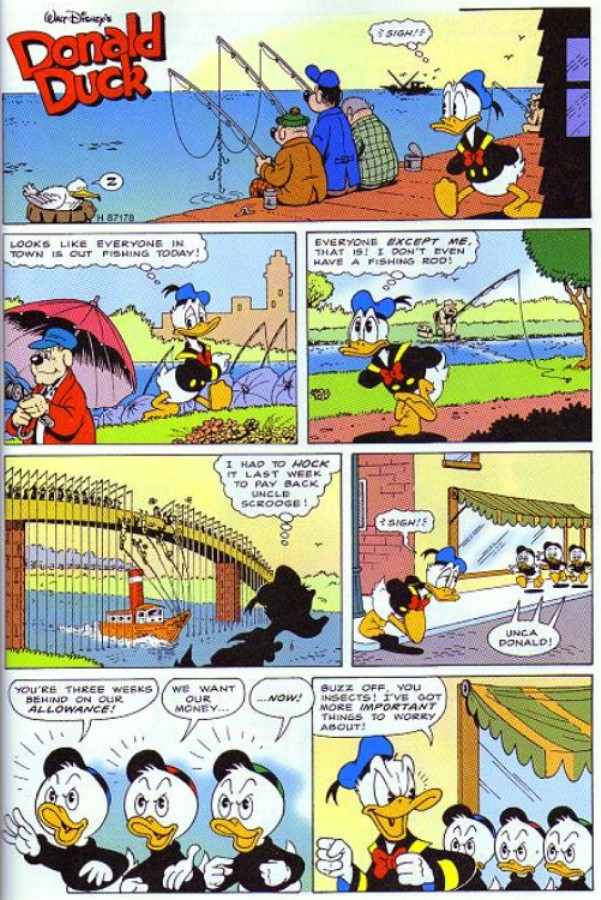 WALT DISNEY'S
Donald
Duck
SIGH!
Z
H 87178
LOOKS LIKE EVERYONE IN
TOWN IS OUT FISHING TODAY!
EVERYONE EXCEPT ME,
THAT IS! I DON'T EVEN
HAVE A FISHING ROD!
I HAD TO HOCK
IT LAST WEEK
TO PAY BACK
UNCLE
SCROOGE!
SIGH!
UNCA
DONALD!
YOU'RE THREE WEEKS
BEHIND ON OUR
ALLOWANCE!
WE WANT
OUR
MONEY...
...NOW!
BUZZ OFF, YOU
INSECTS! I'VE GOT
MORE IMPORTANT
THINGS TO WORRY
ABOUT!